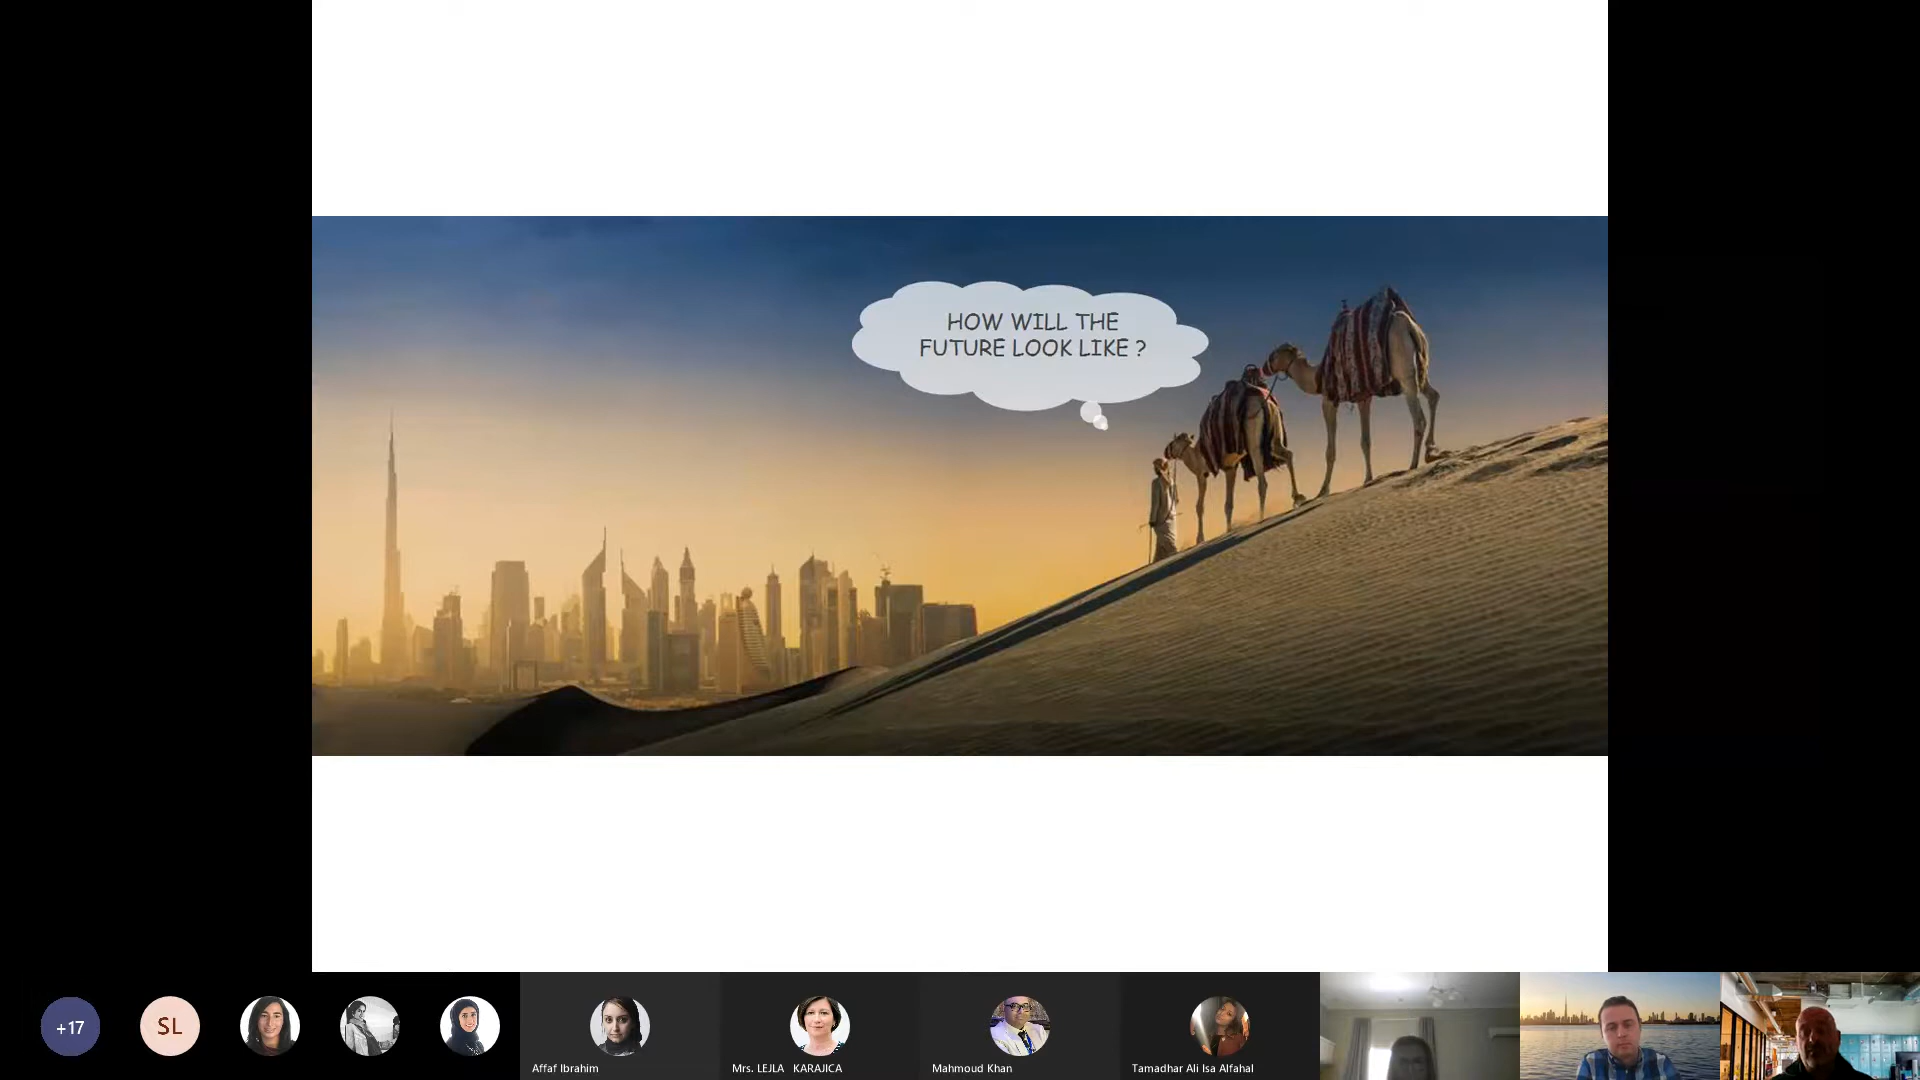 HOW WILL THE
FUTURE LOOK LIKE ?
+17
SL
Affaf Ibrahim
Mrs. LEJLA KARAJICA
Mahmoud Khan
Tamadhar Ali Isa Alfahal